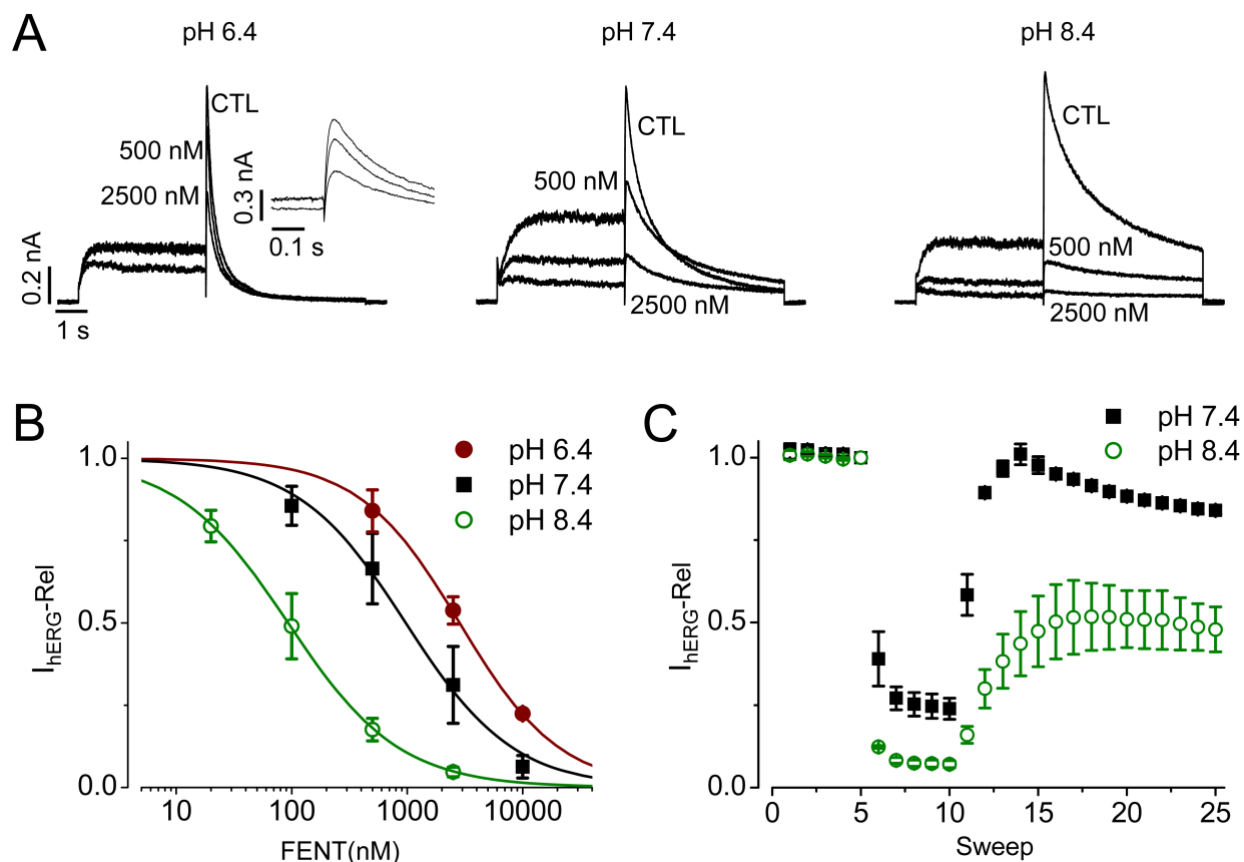 A
pH 6.4
pH 7.4
pH 8.4
CTL
500 nM
2500 nM
0.3 nA
0.1 s
0.2 nA
1 s
CTL
500 nM
2500 nM
CTL
500 nM
2500 nM
B
pH 6.4
pH 7.4
pH 8.4
1.0
0.5
0.0
IhERG-Rel
10 100 1000 10000
FENT(nM)
C
pH 7.4
pH 8.4
1.0
0.5
0.0
IhERG-Rel
0 5 10 15 20 25
Sweep